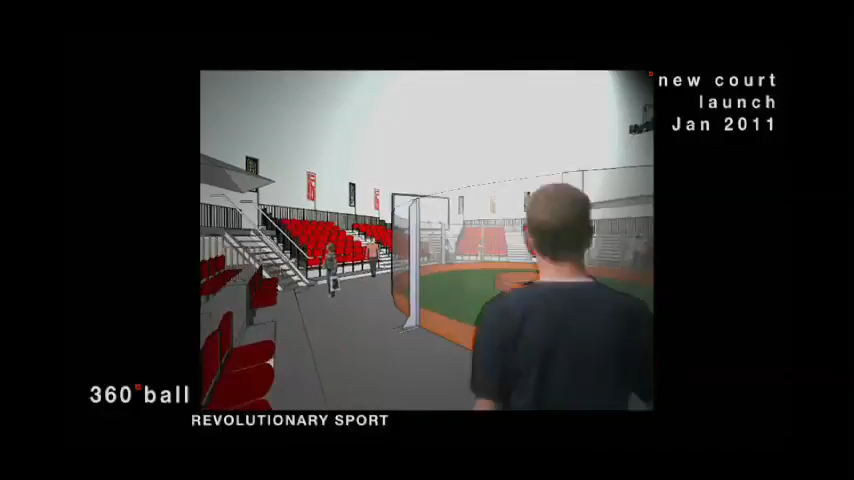 new court
launch
Jan 2011
360°ball
REVOLUTIONARY SPORT